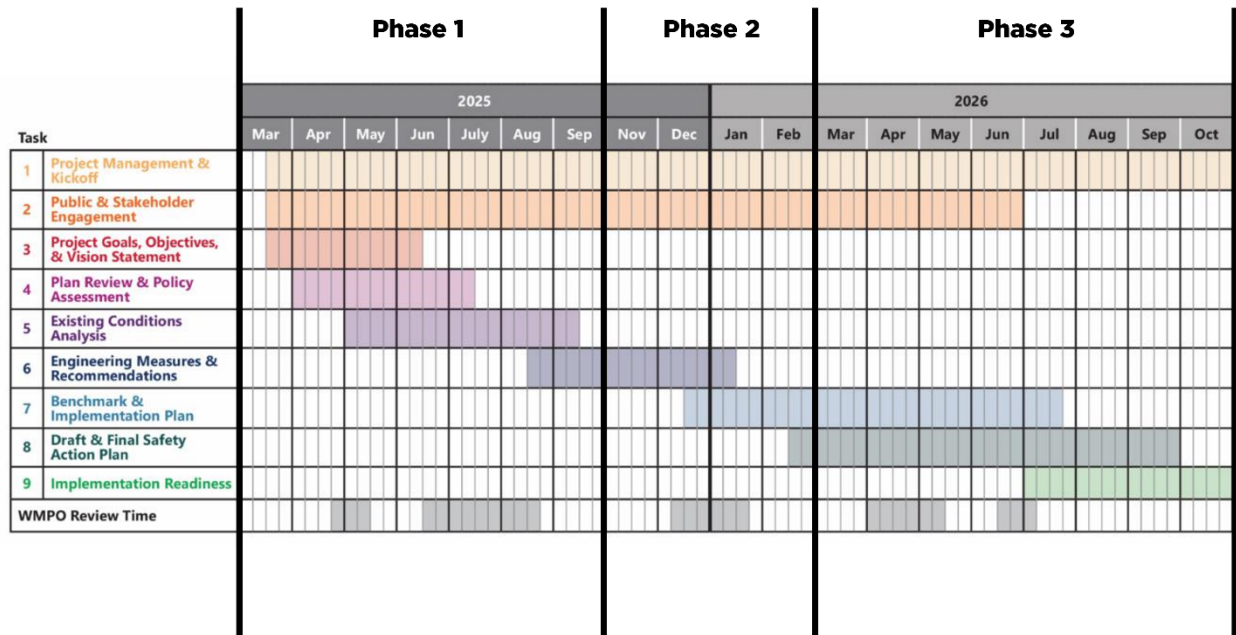 Phase 1 Phase 2 Phase 3
2025 2026
Task Mar Apr May Jun July Aug Sep Nov Dec Jan Feb Mar Apr May Jun Jul Aug Sep Oct
1 Project Management &
Kickoff
2 Public & Stakeholder
Engagement
3 Project Goals, Objectives,
& Vision Statement
4 Plan Review & Policy
Assessment
5 Existing Conditions
Analysis
6 Engineering Measures &
Recommendations
7 Benchmark &
Implementation Plan
8 Draft & Final Safety
Action Plan
9 Implementation Readiness
WMPO Review Time